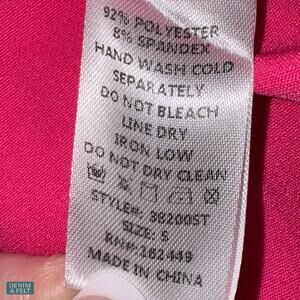 92% POLYESTER
8% SPANDEX
HAND WASH COLD
SEPARATELY
DO NOT BLEACH
LINE DRY
IRON LOW
DO NOT DRY CLEAN
STYLE#: 38200ST
SIZE: S
RN#: 162449
MADE IN CHINA
DENIM
& FELT